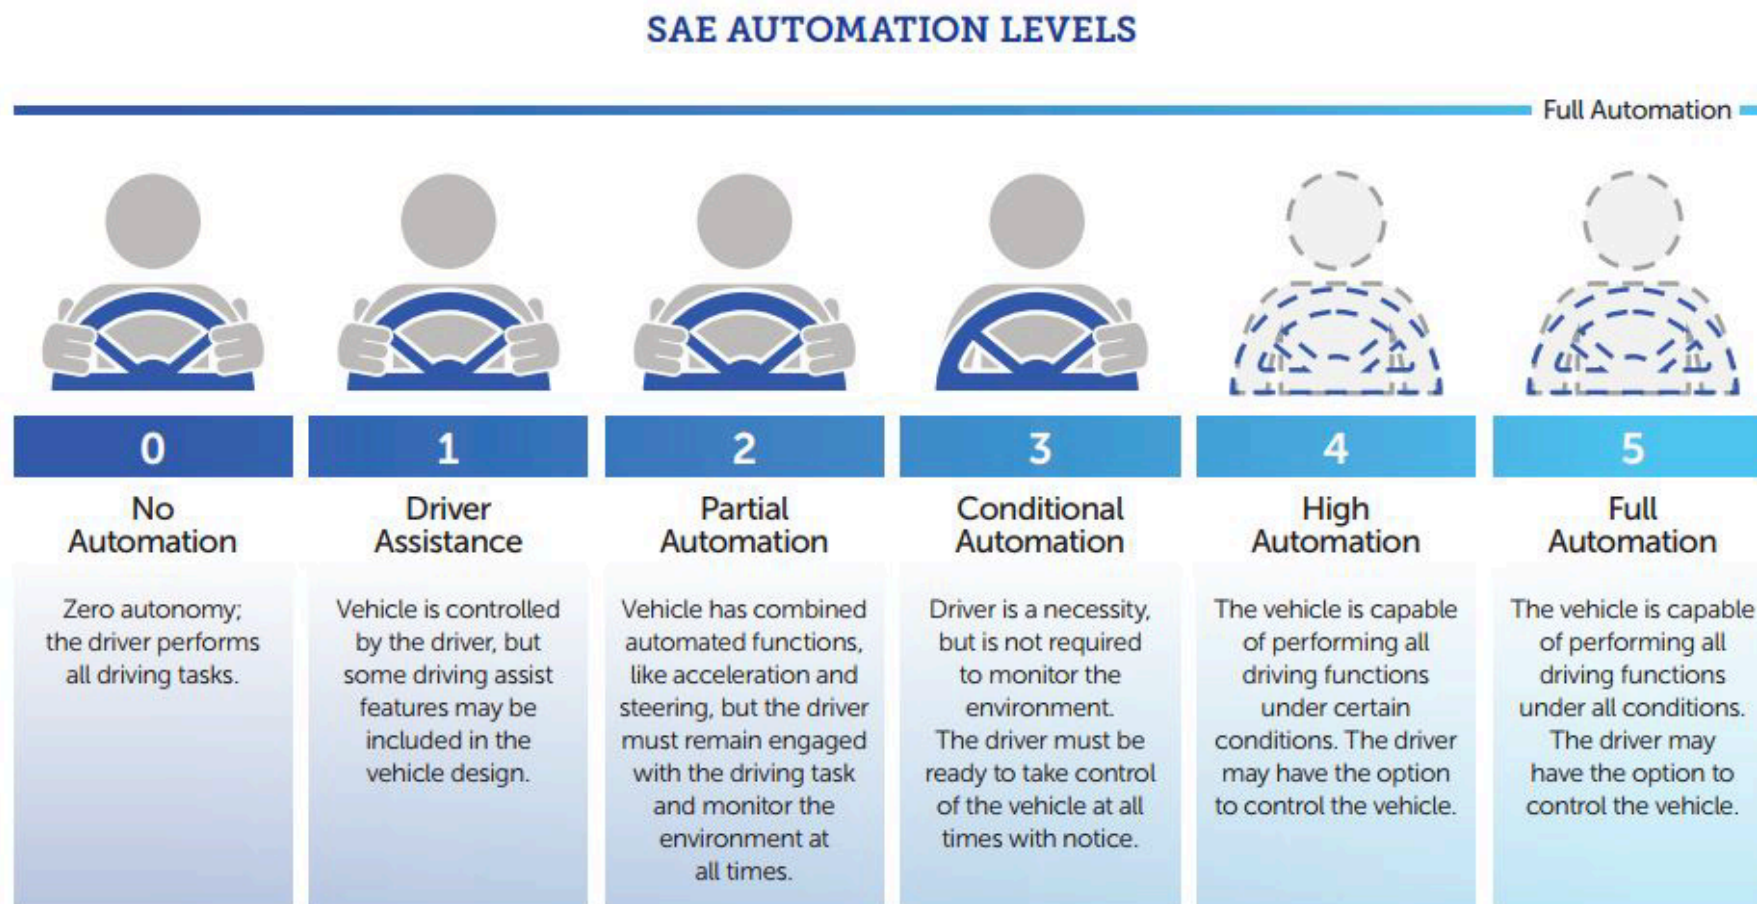 SAE AUTOMATION LEVELS
Full Automation
0
No
Automation
Zero autonomy;
the driver performs
all driving tasks.
1
Driver
Assistance
Vehicle is controlled
by the driver, but
some driving assist
features may be
included in the
vehicle design.
2
Partial
Automation
Vehicle has combined
automated functions,
like acceleration and
steering, but the driver
must remain engaged
with the driving task
and monitor the
environment at
all times.
3
Conditional
Automation
Driver is a necessity,
but is not required
to monitor the
environment.
The driver must be
ready to take control
of the vehicle at all
times with notice.
4
High
Automation
The vehicle is capable
of performing all
driving functions
under certain
conditions. The driver
may have the option
to control the vehicle.
5
Full
Automation
The vehicle is capable
of performing all
driving functions
under all conditions.
The driver may
have the option to
control the vehicle.